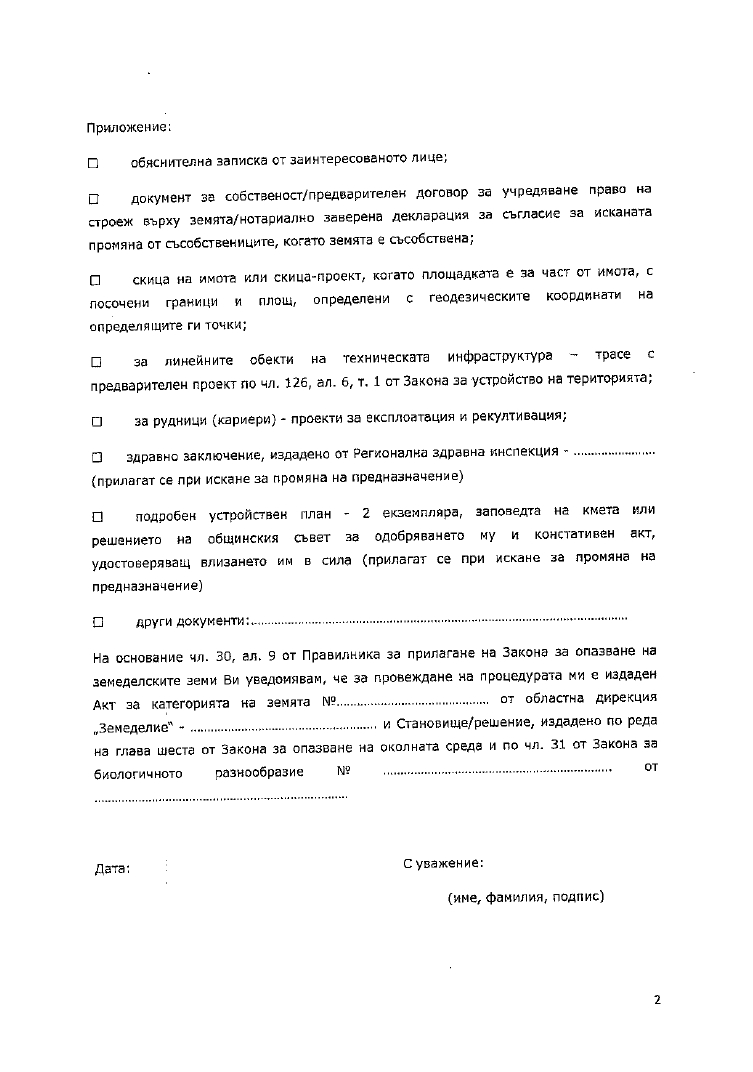 Приложение:
☐ обяснителна записка от заинтересованото лице;
☐ документ за собственост/предварителен договор за учредяване право на
строеж върху земята/нотариално заверена декларация за съгласие за исканата
промяна от съсобствениците, когато земята е съсобствена;
☐ скица на имота или скица-проект, когато площадката е за част от имота, с
посочени граници и площ, определени с геодезическите координати на
определящите ги точки;
☐ за линейните обекти на техническата инфраструктура – трасе с
предварителен проект по чл. 126, ал. 6, т. 1 от Закона за устройство на територията;
☐ за рудници (кариери) - проекти за експлоатация и рекултивация;
☐ здравно заключение, издадено от Регионална здравна инспекция - ........................
(прилагат се при искане за промяна на предназначение)
☐ подробен устройствен план - 2 екземпляра, заповедта на кмета или
решението на общинския съвет за одобряването му и констативен акт,
удостоверяващ влизането им в сила (прилагат се при искане за промяна на
предназначение)
☐ други документи:..............................................................................................................
На основание чл. 30, ал. 9 от Правилника за прилагане на Закона за опазване на
земеделските земи Ви уведомявам, че за провеждане на процедурата ми е издаден
Акт за категорията на земята №............................................. от областна дирекция
„Земеделие" - ....................................................... и Становище/решение, издадено по реда
на глава шеста от Закона за опазване на околната среда и по чл. 31 от Закона за
биологичното разнообразие № .................................................................... от
...........................................................................
Дата:
С уважение:
(име, фамилия, подпис)
2